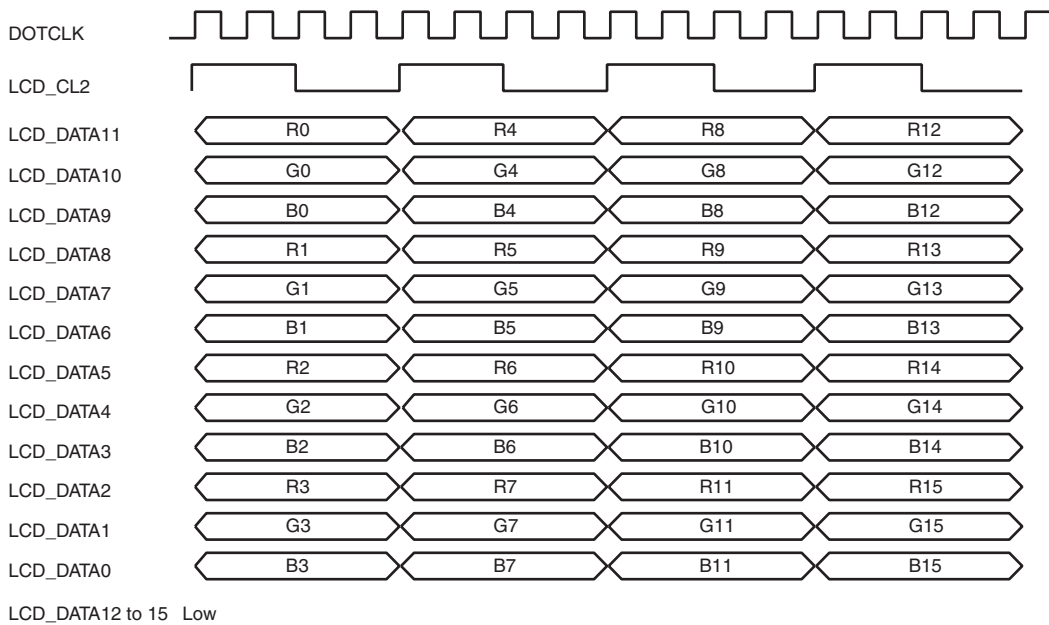 DOTCLK
LCD_CL2
LCD_DATA11 R0 R4 R8 R12
LCD_DATA10 G0 G4 G8 G12
LCD_DATA9 B0 B4 B8 B12
LCD_DATA8 R1 R5 R9 R13
LCD_DATA7 G1 G5 G9 G13
LCD_DATA6 B1 B5 B9 B13
LCD_DATA5 R2 R6 R10 R14
LCD_DATA4 G2 G6 G10 G14
LCD_DATA3 B2 B6 B10 B14
LCD_DATA2 R3 R7 R11 R15
LCD_DATA1 G3 G7 G11 G15
LCD_DATA0 B3 B7 B11 B15
LCD_DATA12 to 15 Low